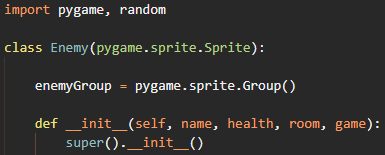 import pygame, random
class Enemy(pygame.sprite.Sprite):
enemyGroup = pygame.sprite.Group()
def __init__(self, name, health, room, game):
super().__init__()